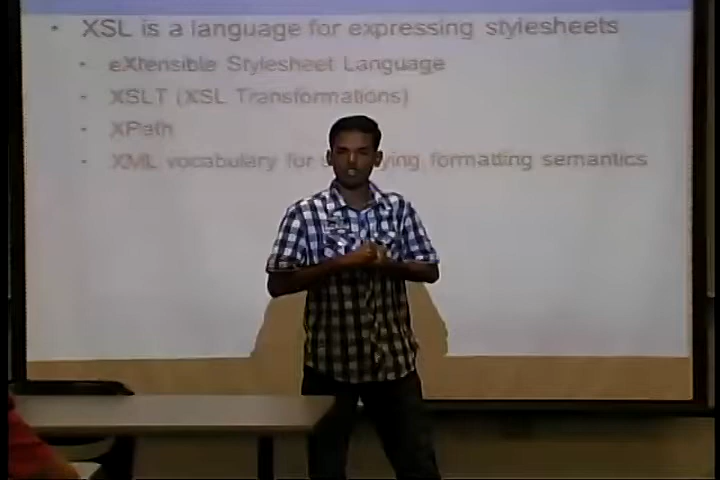 • XSL is a language for expressing stylesheets
• eXtensible Stylesheet Language
• XSLT (XSL Transformations)
• XPath
• XML vocabulary for formatting semantics